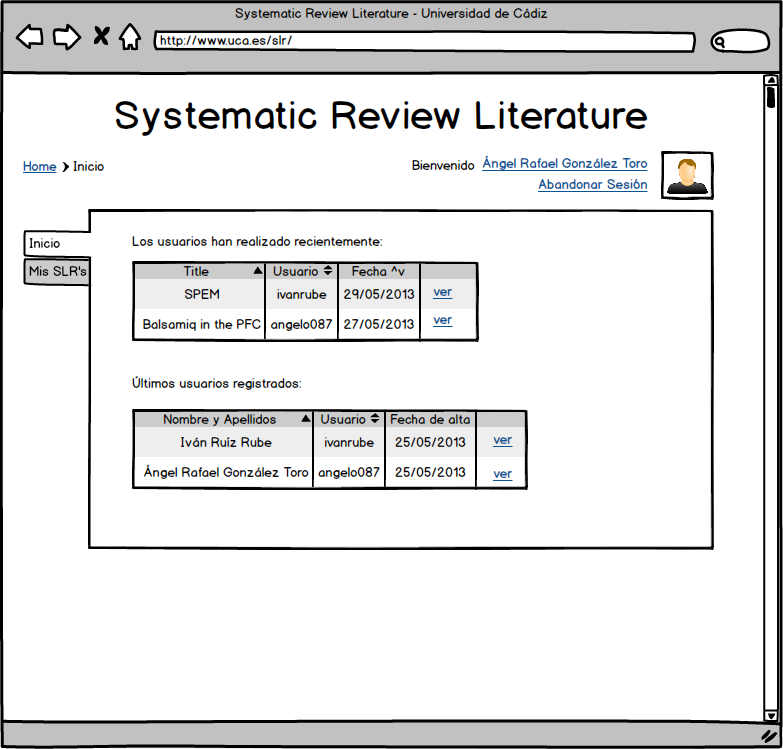 Systematic Review Literature - Universidad de Cádiz
http://www.uca.es/slr/
Systematic Review Literature
Home > Inicio
Bienvenido Ángel Rafael González Toro
Abandonar Sesión
Inicio
Mis SLR's
Los usuarios han realizado recientemente:
Title Usuario Fecha ^v
SPEM ivanrube 29/05/2013 ver
Balsamiq in the PFC angelo087 27/05/2013 ver
Últimos usuarios registrados:
Nombre y Apellidos Usuario Fecha de alta
Iván Ruíz Rube ivanrube 25/05/2013 ver
Ángel Rafael González Toro angelo087 25/05/2013 ver